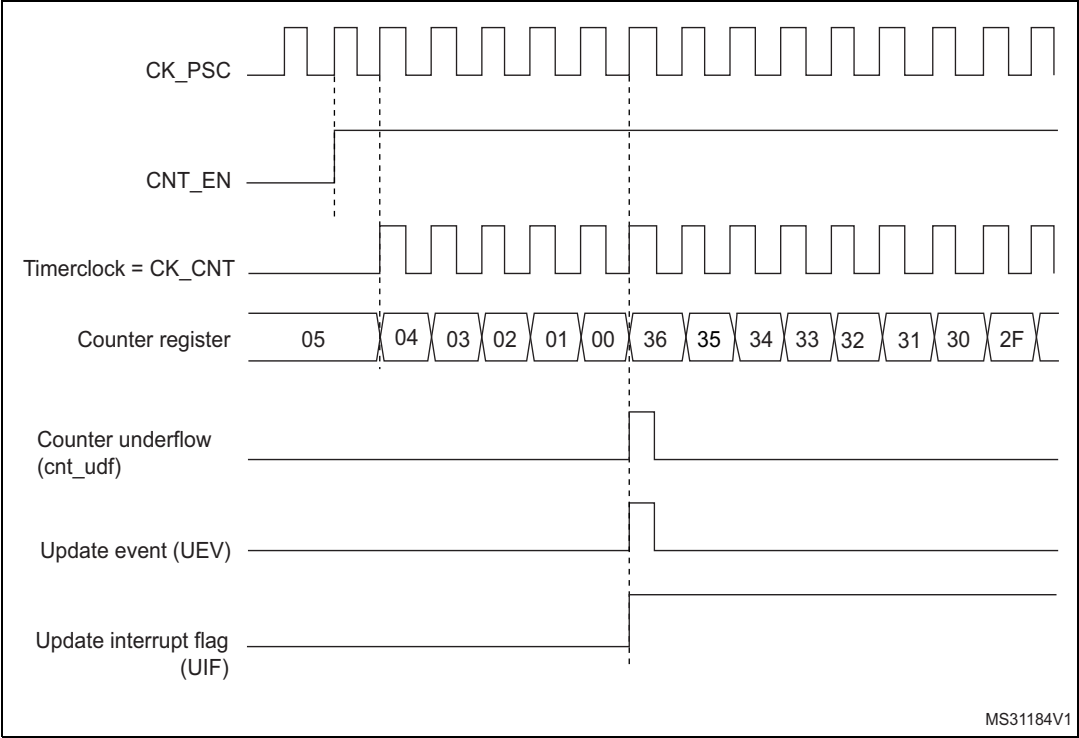 CK_PSC
CNT_EN
Timerclock = CK_CNT
Counter register 05 04 03 02 01 00 36 35 34 33 32 31 30 2F
Counter underflow
(cnt_udf)
Update event (UEV)
Update interrupt flag
(UIF)
MS31184V1